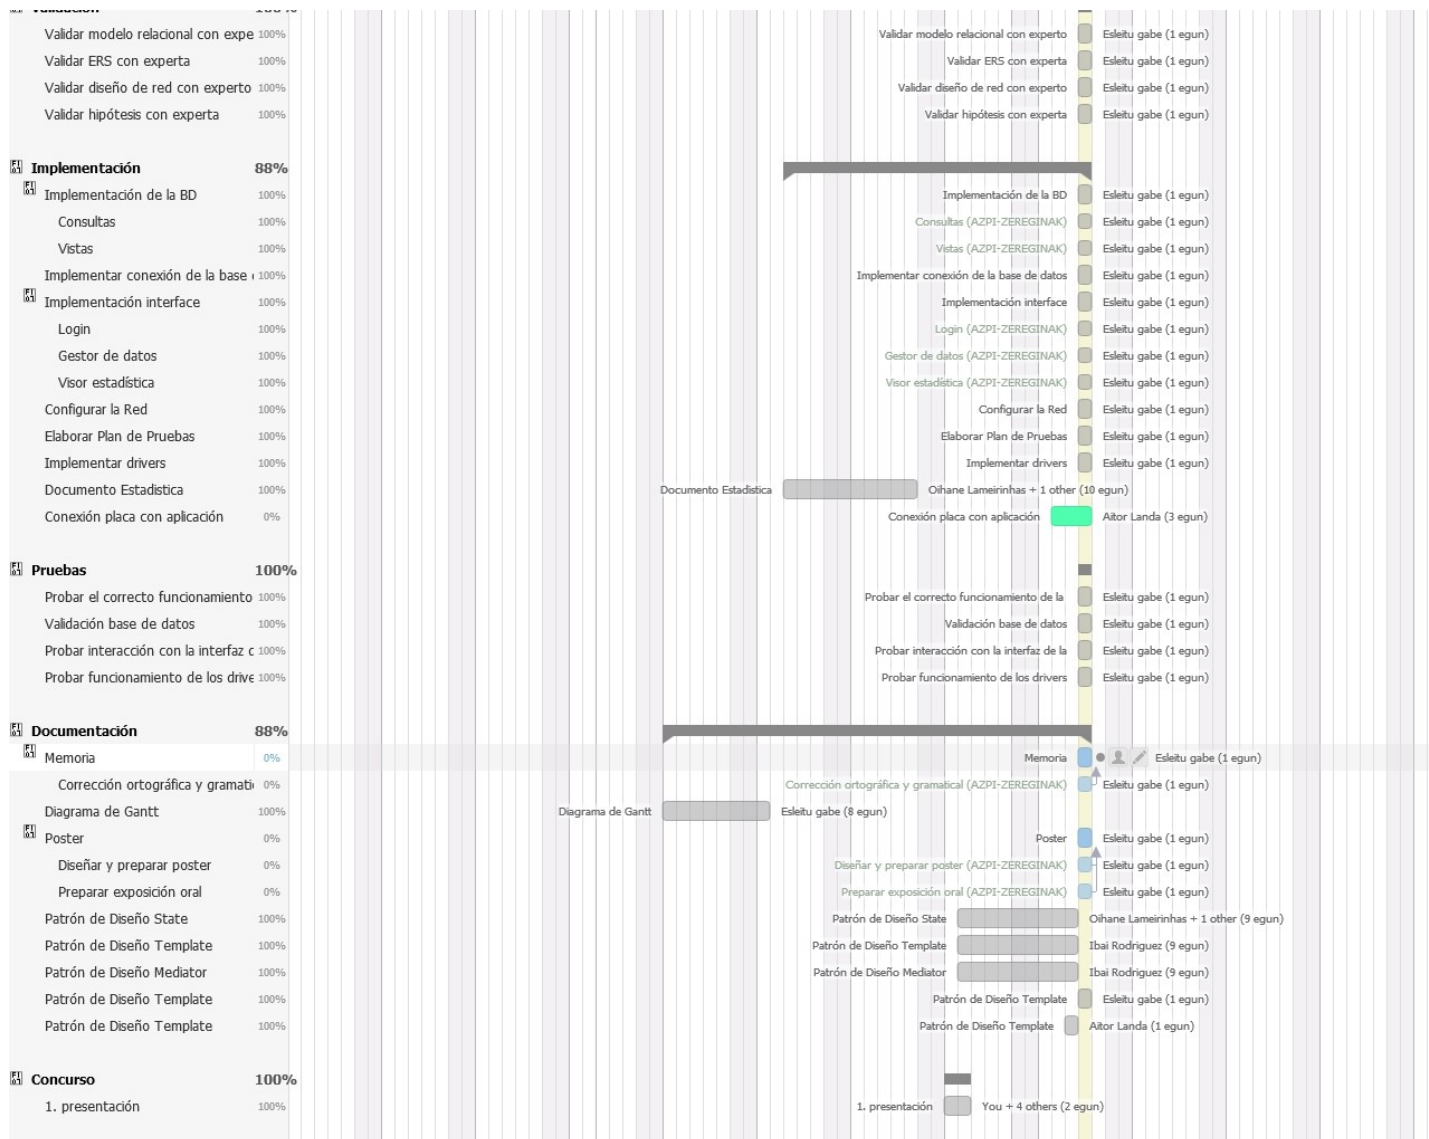 Validación 100%
Validar modelo relacional con expe 100% Validar modelo relacional con experto Esleitu gabe (1 egun)
Validar ERS con experta 100% Validar ERS con experta Esleitu gabe (1 egun)
Validar diseño de red con experto 100% Validar diseño de red con experto Esleitu gabe (1 egun)
Validar hipótesis con experta 100% Validar hipótesis con experta Esleitu gabe (1 egun)
Implementación 88%
Implementación de la BD 100% Implementación de la BD Esleitu gabe (1 egun)
Consultas 100% Consultas (AZPI-ZEREGINAK) Esleitu gabe (1 egun)
Vistas 100% Vistas (AZPI-ZEREGINAK) Esleitu gabe (1 egun)
Implementar conexión de la base 100% Implementar conexión de la base de datos Esleitu gabe (1 egun)
Implementación interface 100% Implementación interface Esleitu gabe (1 egun)
Login 100% Login (AZPI-ZEREGINAK) Esleitu gabe (1 egun)
Gestor de datos 100% Gestor de datos (AZPI-ZEREGINAK) Esleitu gabe (1 egun)
Visor estadística 100% Visor estadística (AZPI-ZEREGINAK) Esleitu gabe (1 egun)
Configurar la Red 100% Configurar la Red Esleitu gabe (1 egun)
Elaborar Plan de Pruebas 100% Elaborar Plan de Pruebas Esleitu gabe (1 egun)
Implementar drivers 100% Implementar drivers Esleitu gabe (1 egun)
Documento Estadistica 100% Documento Estadistica Oihane Lameirinhas + 1 other (10 egun)
Conexión placa con aplicación 0% Conexión placa con aplicación Aitor Landa (3 egun)
Pruebas 100%
Probar el correcto funcionamiento 100% Probar el correcto funcionamiento de la Esleitu gabe (1 egun)
Validación base de datos 100% Validación base de datos Esleitu gabe (1 egun)
Probar interacción con la interfaz d 100% Probar interacción con la interfaz de la Esleitu gabe (1 egun)
Probar funcionamiento de los drive 100% Probar funcionamiento de los drivers Esleitu gabe (1 egun)
Documentación 88%
Memoria 0% Memoria Esleitu gabe (1 egun)
Corrección ortográfica y gramati 0% Corrección ortográfica y gramatical (AZPI-ZEREGINAK) Esleitu gabe (1 egun)
Diagrama de Gantt 100% Diagrama de Gantt Esleitu gabe (8 egun)
Poster 0% Poster Esleitu gabe (1 egun)
Diseñar y preparar poster 0% Diseñar y preparar poster (AZPI-ZEREGINAK) Esleitu gabe (1 egun)
Preparar exposición oral 0% Preparar exposición oral (AZPI-ZEREGINAK) Esleitu gabe (1 egun)
Patrón de Diseño State 100% Patrón de Diseño State Oihane Lameirinhas + 1 other (9 egun)
Patrón de Diseño Template 100% Patrón de Diseño Template Ibai Rodriguez (9 egun)
Patrón de Diseño Mediator 100% Patrón de Diseño Mediator Ibai Rodriguez (9 egun)
Patrón de Diseño Template 100% Patrón de Diseño Template Esleitu gabe (1 egun)
Patrón de Diseño Template 100% Patrón de Diseño Template Aitor Landa (1 egun)
Concurso 100%
1. presentación 100% 1. presentación You + 4 others (2 egun)